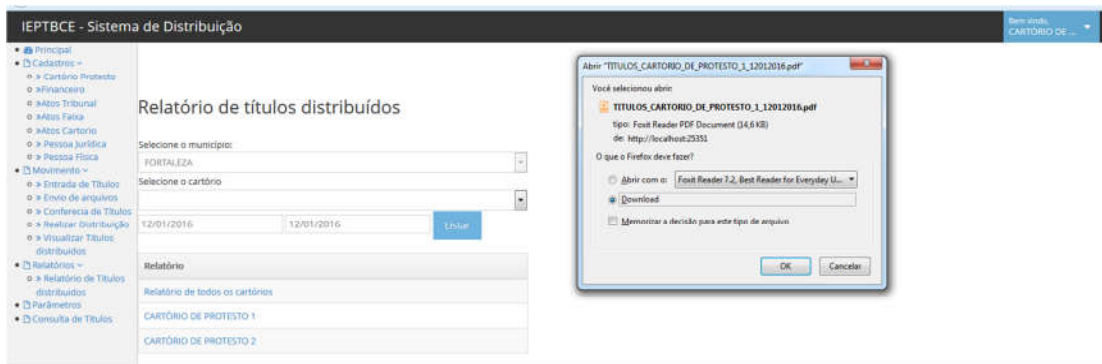 IEPTBCE - Sistema de Distribuição
Bem vindo,
CARTÓRIO DE ...
Principal
Cadastros
» Cartório Protesto
»Financeiro
»Atos Tribunal
»Atos Faixa
»Atos Cartorio
» Pessoa Jurídica
» Pessoa Física
Movimento
» Entrada de Títulos
» Envio de arquivos
» Conferecia de Títulos
» Realizar Distribuição
» Visualizar Títulos
distribuídos
Relatórios
» Relatório de Títulos
distribuídos
Parâmetros
Consulta de Títulos
Relatório de títulos distribuídos
Selecione o município:
FORTALEZA
Selecione o cartório
12/01/2016
12/01/2016
Listar
Relatório
Relatório de todos os cartórios
CARTÓRIO DE PROTESTO 1
CARTÓRIO DE PROTESTO 2
Abrir "TITULOS_CARTORIO_DE_PROTESTO_1_12012016.pdf"
Você selecionou abrir:
TITULOS_CARTORIO_DE_PROTESTO_1_12012016.pdf
tipo: Foxit Reader PDF Document (14,6 KB)
de: http://localhost:25351
O que o Firefox deve fazer?
Abrir com o:
Foxit Reader 7.2, Best Reader for Everyday U...
Download
Memorizar a decisão para este tipo de arquivo
OK
Cancelar